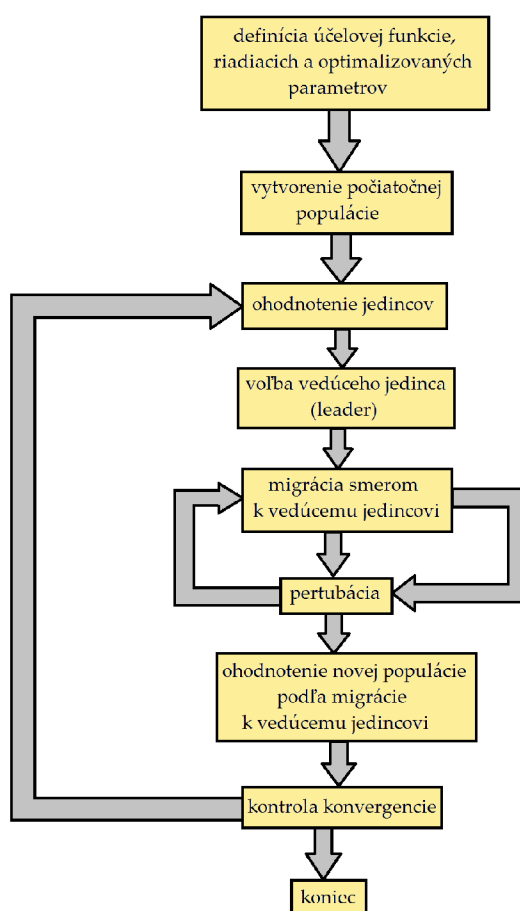 definícia účelovej funkcie,
riadiacich a optimalizovaných
parametrov
vytvorenie počiatočnej
populácie
ohodnotenie jedincov
voľba vedúceho jedinca
(leader)
migrácia smerom
k vedúcemu jedincovi
pertubácia
ohodnotenie novej populácie
podľa migrácie
k vedúcemu jedincovi
kontrola konvergencie
koniec